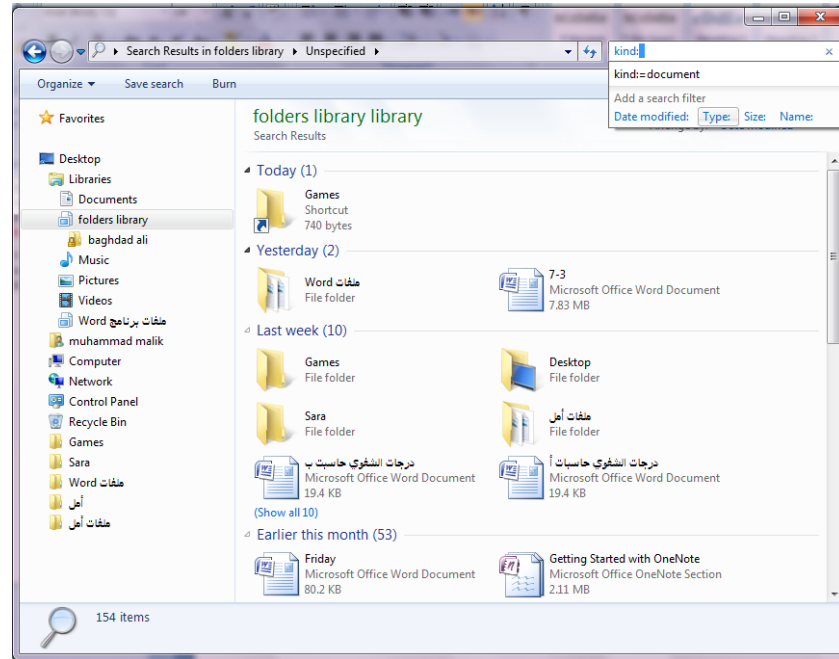 Search Results in folders library Unspecified
kind:
kind:=document
Add a search filter
Date modified: Type: Size: Name:
Organize Save search Burn
Favorites
Desktop
Libraries
Documents
folders library
baghdad ali
Music
Pictures
Videos
ملفات برنامج Word
muhammad malik
Computer
Network
Control Panel
Recycle Bin
Games
Sara
ملفات Word
أمل
ملفات أمل
folders library library
Search Results
Today (1)
Games
Shortcut
740 bytes
Yesterday (2)
ملفات Word
File folder
7-3
Microsoft Office Word Document
7.83 MB
Last week (10)
Games
File folder
Desktop
File folder
Sara
File folder
ملفات أمل
File folder
درجات الشفوي حاسبت ب
Microsoft Office Word Document
19.4 KB
درجات الشفوي حاسبات أ
Microsoft Office Word Document
19.4 KB
(Show all 10)
Earlier this month (53)
Friday
Microsoft Office Word Document
80.2 KB
Getting Started with OneNote
Microsoft Office OneNote Section
2.11 MB
154 items